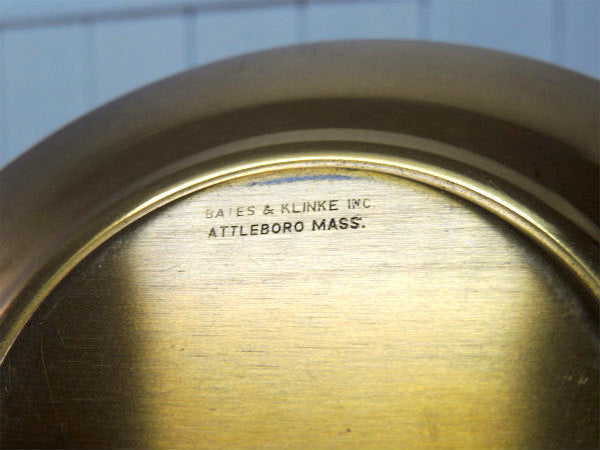 BATES & KLINKE INC
ATTLEBORO MASS.